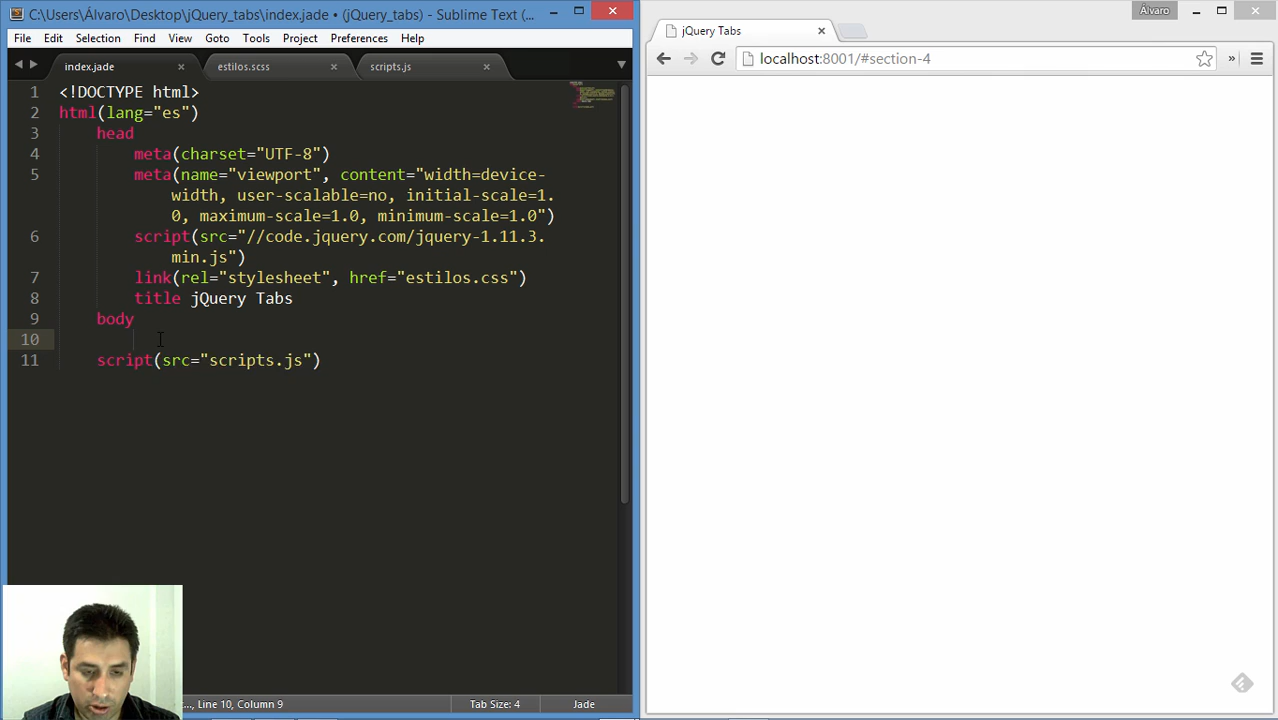 C:\Users\Álvaro\Desktop\jQuery_tabs\index.jade • (jQuery_tabs) - Sublime Text (...
File Edit Selection Find View Goto Tools Project Preferences Help
index.jade × estilos.scss × scripts.js ×
1 <!DOCTYPE html>
2 html(lang="es")
3 head
4 meta(charset="UTF-8")
5 meta(name="viewport", content="width=device-
width, user-scalable=no, initial-scale=1.
0, maximum-scale=1.0, minimum-scale=1.0")
6 script(src="//code.jquery.com/jquery-1.11.3.
min.js")
7 link(rel="stylesheet", href="estilos.css")
8 title jQuery Tabs
9 body
10
11 script(src="scripts.js")
..., Line 10, Column 9 Tab Size: 4 Jade
Álvaro
jQuery Tabs ×
localhost:8001/#section-4 »